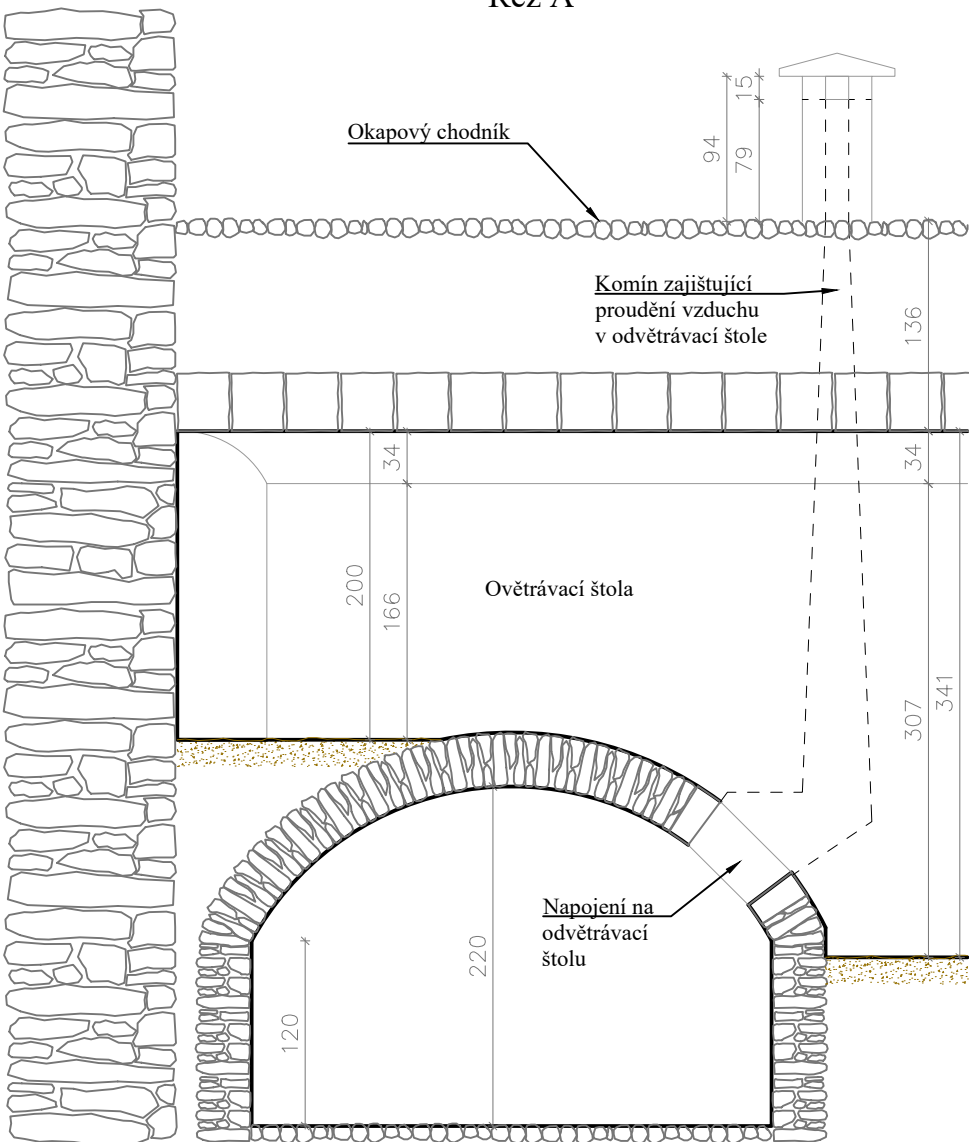 Řez A
15
94
79
Okapový chodník
Komín zajištující
proudění vzduchu
v odvětrávací štole
136
34
34
200
166
Ovětrávací štola
307
341
Napojení na
odvětrávací
štolu
220
120